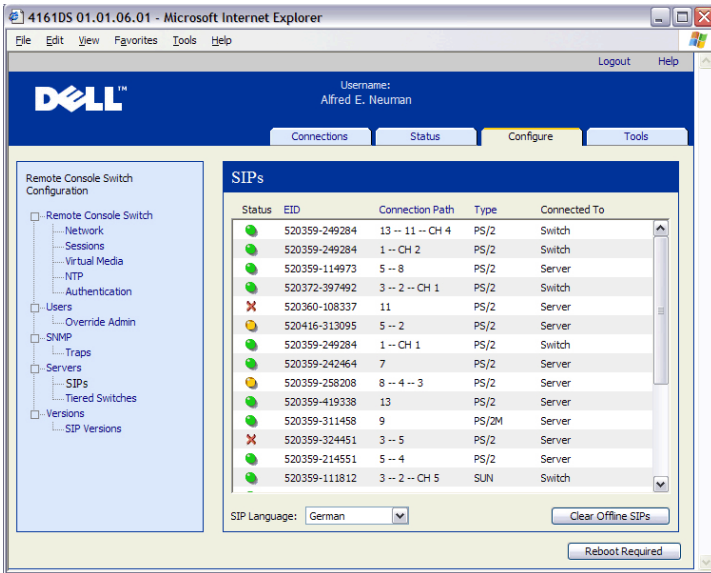 4161DS 01.01.06.01 - Microsoft Internet Explorer
File Edit View Favorites Tools Help
Logout Help
DELL™
Username:
Alfred E. Neuman
Connections Status Configure Tools
Remote Console Switch
Configuration
Remote Console Switch
Network
Sessions
Virtual Media
NTP
Authentication
Users
Override Admin
SNMP
Traps
Servers
SIPs
Tiered Switches
Versions
SIP Versions
SIPs
Status EID Connection Path Type Connected To
520359-249284 13 -- 11 -- CH 4 PS/2 Switch
520359-249284 1 -- CH 2 PS/2 Switch
520359-114973 5 -- 8 PS/2 Server
520372-397492 3 -- 2 -- CH 1 PS/2 Switch
520360-108337 11 PS/2 Server
520416-313095 5 -- 2 PS/2 Server
520359-249284 1 -- CH 1 PS/2 Switch
520359-242464 7 PS/2 Server
520359-258208 8 -- 4 -- 3 PS/2 Server
520359-419338 13 PS/2 Server
520359-311458 9 PS/2M Server
520359-324451 3 -- 5 PS/2 Server
520359-214551 5 -- 4 PS/2 Server
520359-111812 3 -- 2 -- CH 5 SUN Switch
SIP Language: German Clear Offline SIPs
Reboot Required